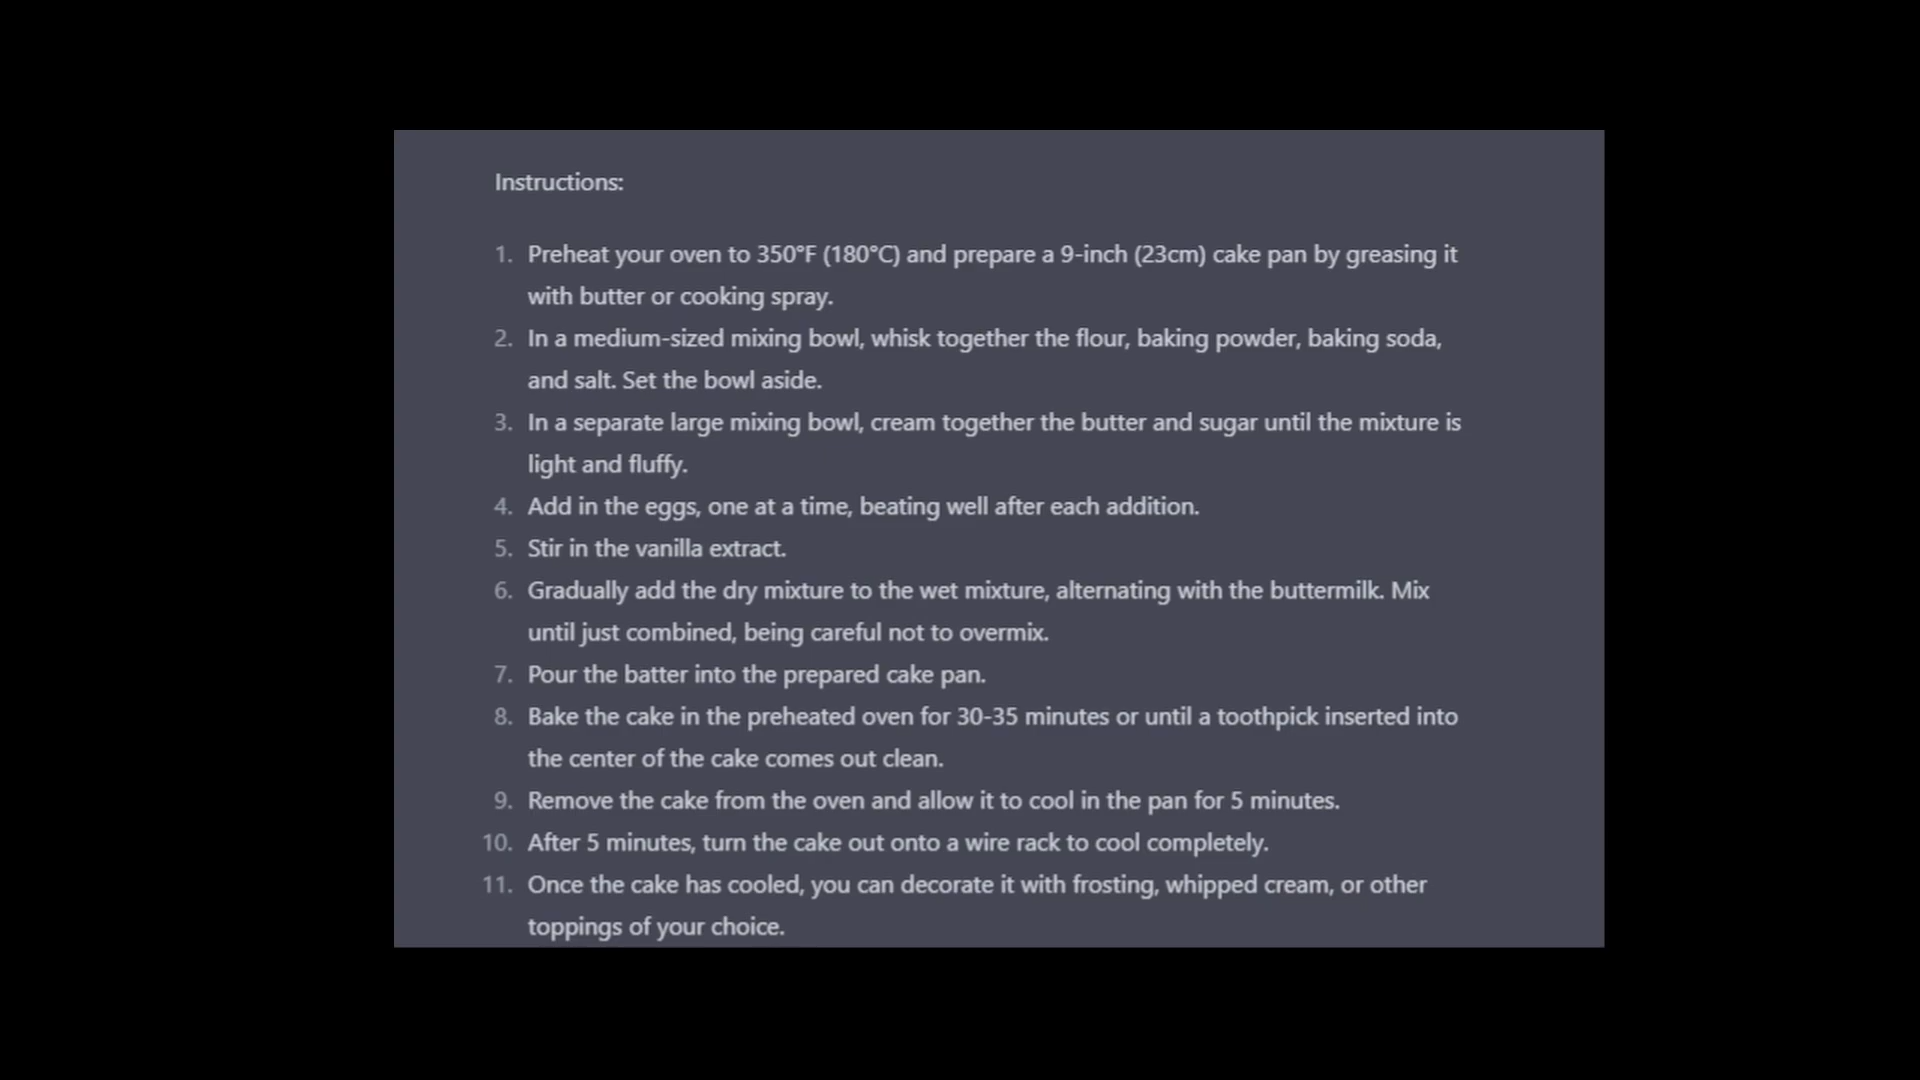 Instructions:
1. Preheat your oven to 350°F (180°C) and prepare a 9-inch (23cm) cake pan by greasing it
with butter or cooking spray.
2. In a medium-sized mixing bowl, whisk together the flour, baking powder, baking soda,
and salt. Set the bowl aside.
3. In a separate large mixing bowl, cream together the butter and sugar until the mixture is
light and fluffy.
4. Add in the eggs, one at a time, beating well after each addition.
5. Stir in the vanilla extract.
6. Gradually add the dry mixture to the wet mixture, alternating with the buttermilk. Mix
until just combined, being careful not to overmix.
7. Pour the batter into the prepared cake pan.
8. Bake the cake in the preheated oven for 30-35 minutes or until a toothpick inserted into
the center of the cake comes out clean.
9. Remove the cake from the oven and allow it to cool in the pan for 5 minutes.
10. After 5 minutes, turn the cake out onto a wire rack to cool completely.
11. Once the cake has cooled, you can decorate it with frosting, whipped cream, or other
toppings of your choice.